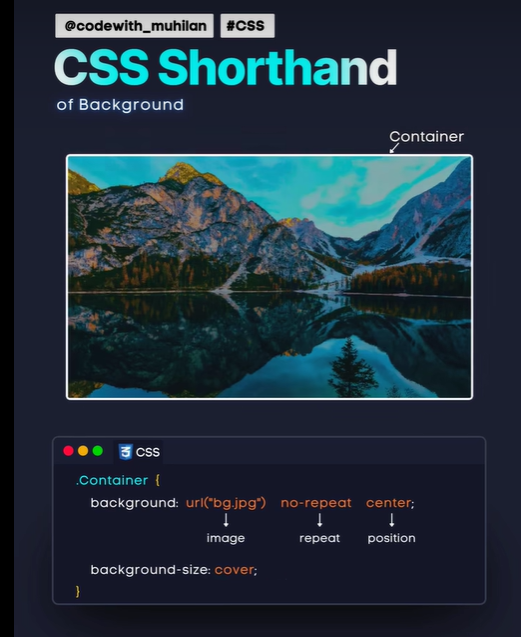 @codewith_muhilan #CSS
CSS Shorthand
of Background
Container
CSS
.Container {
background: url("bg.jpg") no-repeat center;
image repeat position
background-size: cover;
}